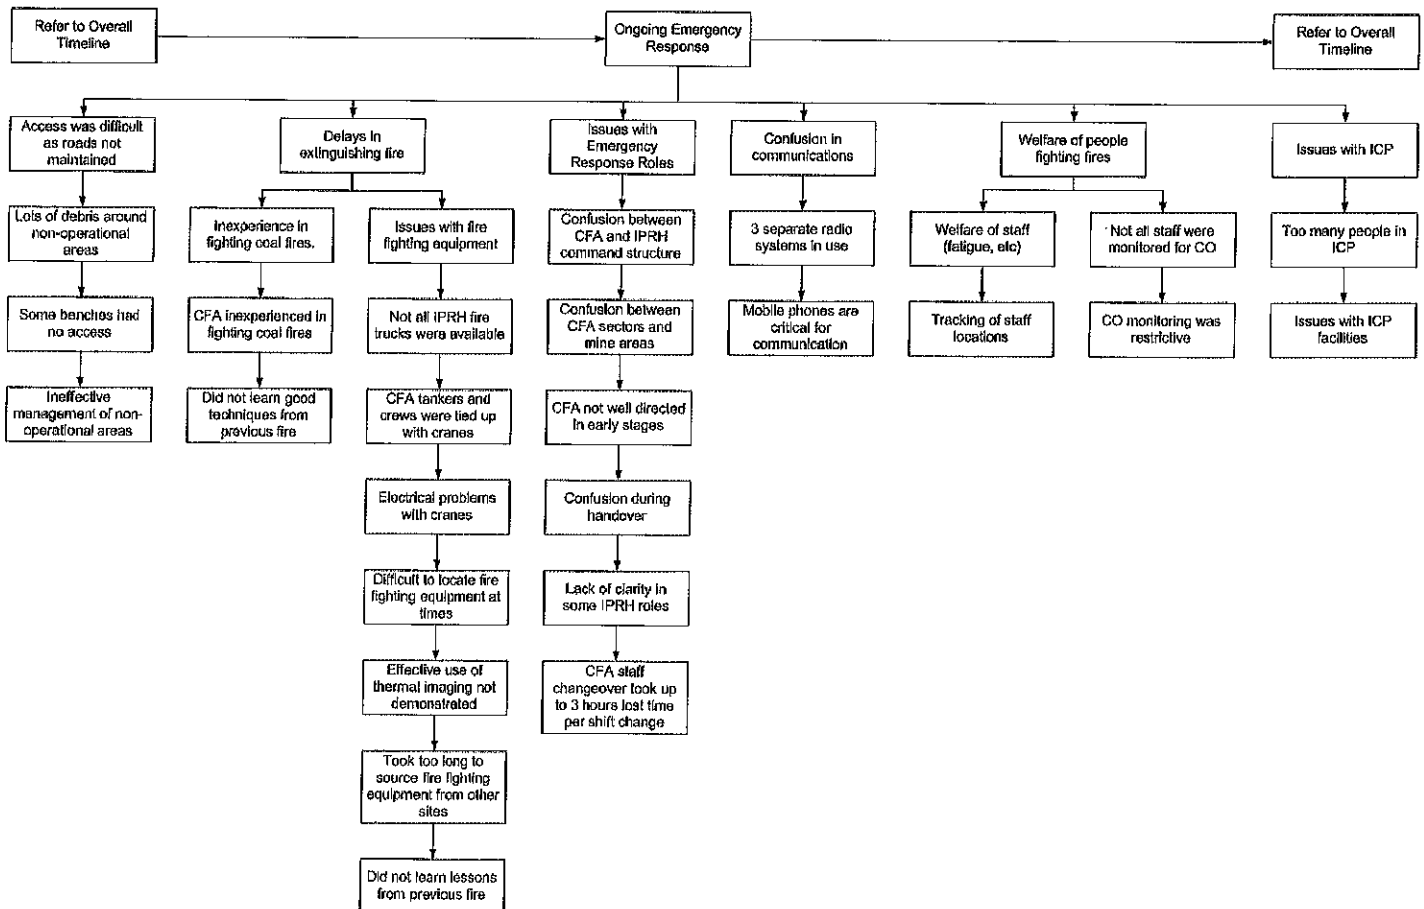 Refer to Overall
Timeline
Ongoing Emergency
Response
Refer to Overall
Timeline
Access was difficult
as roads not
maintained
Lots of debris around
non-operational
areas
Some benches had
no access
Ineffective
management of non-
operational areas
Delays in
extinguishing fire
Inexperience in
fighting coal fires.
CFA inexperienced in
fighting coal fires
Did not learn good
techniques from
previous fire
Issues with fire
fighting equipment
Not all IPRH fire
trucks were available
CFA tankers and
crews were tied up
with cranes
Electrical problems
with cranes
Difficult to locate fire
fighting equipment at
times
Effective use of
thermal imaging not
demonstrated
Took too long to
source fire fighting
equipment from other
sites
Did not learn lessons
from previous fire
Issues with
Emergency
Response Roles
Confusion between
CFA and IPRH
command structure
Confusion between
CFA sectors and
mine areas
CFA not well directed
in early stages
Confusion during
handover
Lack of clarity in
some IPRH roles
CFA staff
changeover took up
to 3 hours lost time
per shift change
Confusion in
communications
3 separate radio
systems in use
Mobile phones are
critical for
communication
Welfare of people
fighting fires
Welfare of staff
(fatigue, etc)
Tracking of staff
locations
Not all staff were
monitored for CO
CO monitoring was
restrictive
Issues with ICP
Too many people in
ICP
Issues with ICP
facilities